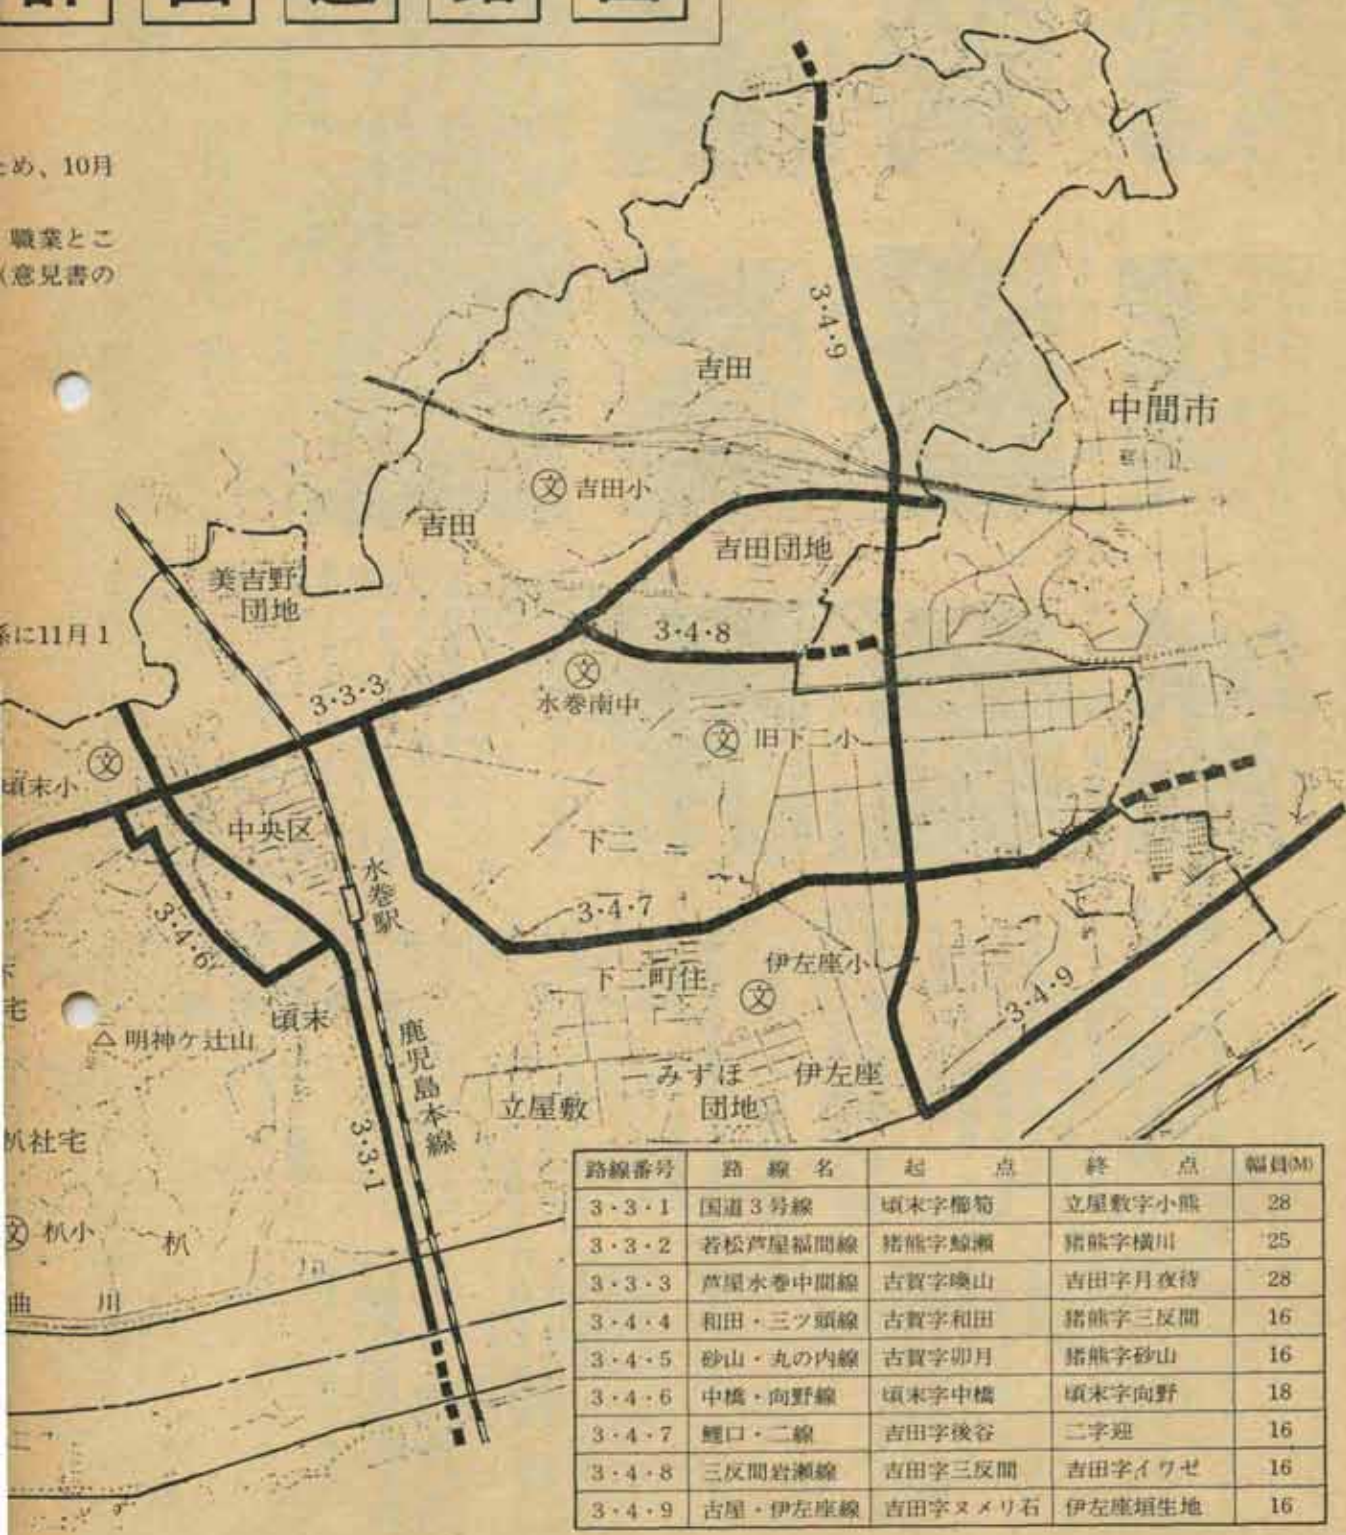 計画道路図
ため、10月
職業とこ
(意見書の
係に11月1
3・4・9
吉田
中間市
文 吉田小
吉田
吉田団地
美吉野
団地
3・4・8
3・3・3
文
水巻南中
文 旧下二小
文
頃末小
中央区
下二
水巻駅
3・4・7
3・4・6
下二町住
伊左座小
文
3・4・9
宅
頃末
△明神ケ辻山
鹿児島本線
みずほ
団地
伊左座
立屋敷
3・3・1
社宅
文 朳小
朳
曲川
路線番号 路線名 起点 終点 幅員(M)
3・3・1 国道3号線 頃末字櫛筍 立屋敷字小熊 28
3・3・2 若松芦屋福間線 猪熊字鯨瀬 猪熊字横川 25
3・3・3 芦屋水巻中間線 吉田字月夜待 28
3・4・4 和田・三ツ頭線 古賀字和田 猪熊字三反間 16
3・4・5 砂山・丸の内線 古賀字卯月 猪熊字砂山 16
3・4・6 中橋・向野線 頃末字中橋 頃末字向野 18
3・4・7 鯉口・二線 吉田字後谷 二字迎 16
3・4・8 三反間岩瀬線 吉田字三反間 吉田字イワゼ 16
3・4・9 古屋・伊左座線 吉田字ヌメリ石 伊左座垣生地 16